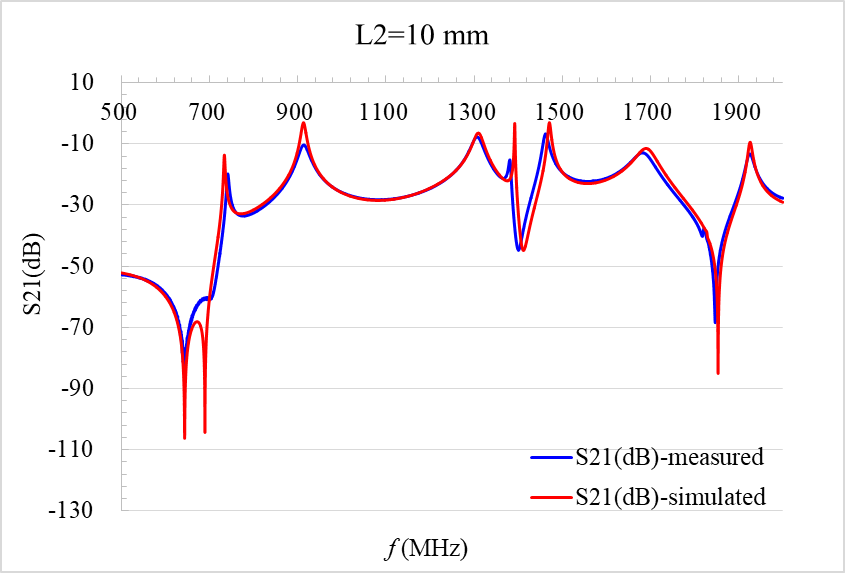 L2=10 mm
10
500 700 900 1100 1300 1500 1700 1900
-10
-30
-50
-70
-90
-110
-130
S21(dB)
S21(dB)-measured
S21(dB)-simulated
f (MHz)